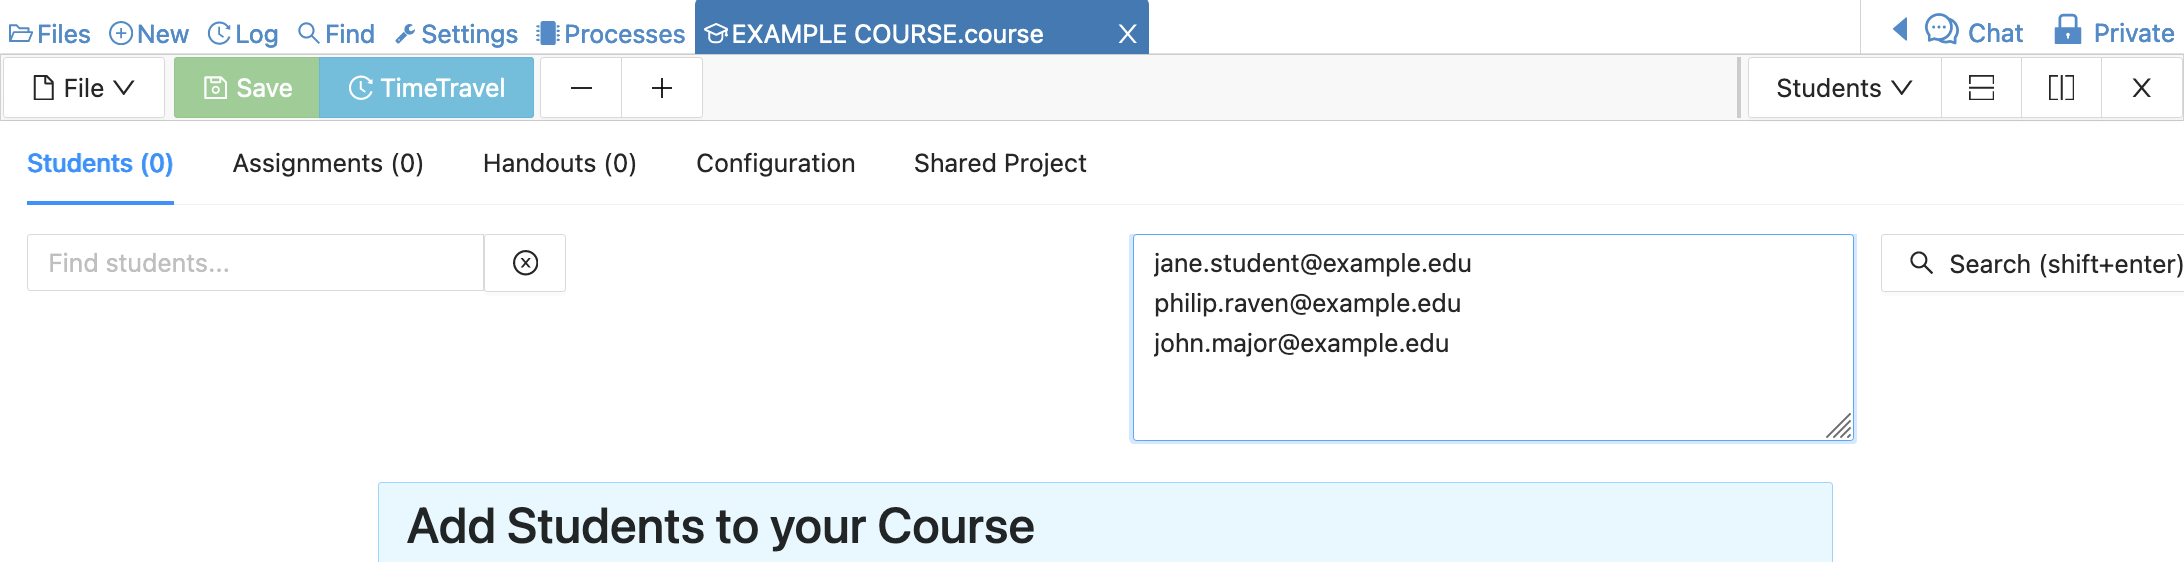 Files New Log Find Settings Processes EXAMPLE COURSE.course X Chat Private
File Save TimeTravel Students
Students (0) Assignments (0) Handouts (0) Configuration Shared Project
Find students... jane.student@example.edu Search (shift+enter)
philip.raven@example.edu
john.major@example.edu
Add Students to your Course